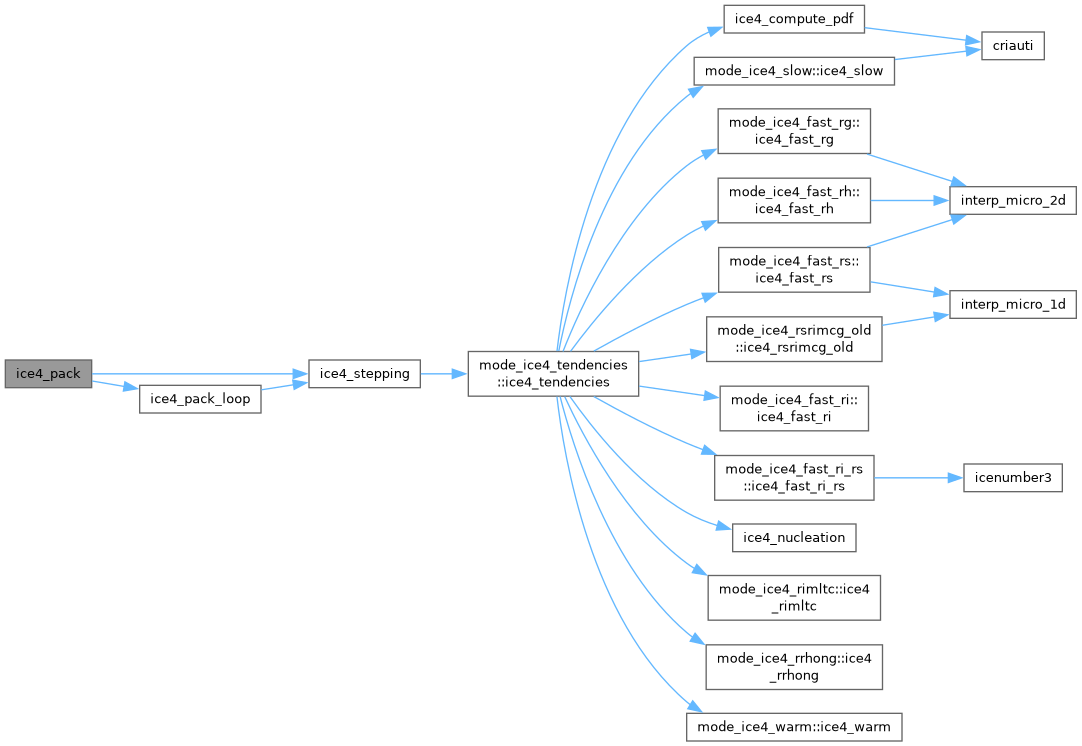 ice4_pack
ice4_pack_loop
ice4_stepping
mode_ice4_tendencies
::ice4_tendencies
ice4_compute_pdf
mode_ice4_slow::ice4_slow
mode_ice4_fast_rg::
ice4_fast_rg
mode_ice4_fast_rh::
ice4_fast_rh
mode_ice4_fast_rs::
ice4_fast_rs
mode_ice4_rsrimcg_old
::ice4_rsrimcg_old
mode_ice4_fast_ri::
ice4_fast_ri
mode_ice4_fast_ri_rs
::ice4_fast_ri_rs
ice4_nucleation
mode_ice4_rimltc::ice4
_rimltc
mode_ice4_rrhong::ice4
_rrhong
mode_ice4_warm::ice4_warm
criauti
interp_micro_2d
interp_micro_1d
icenumber3